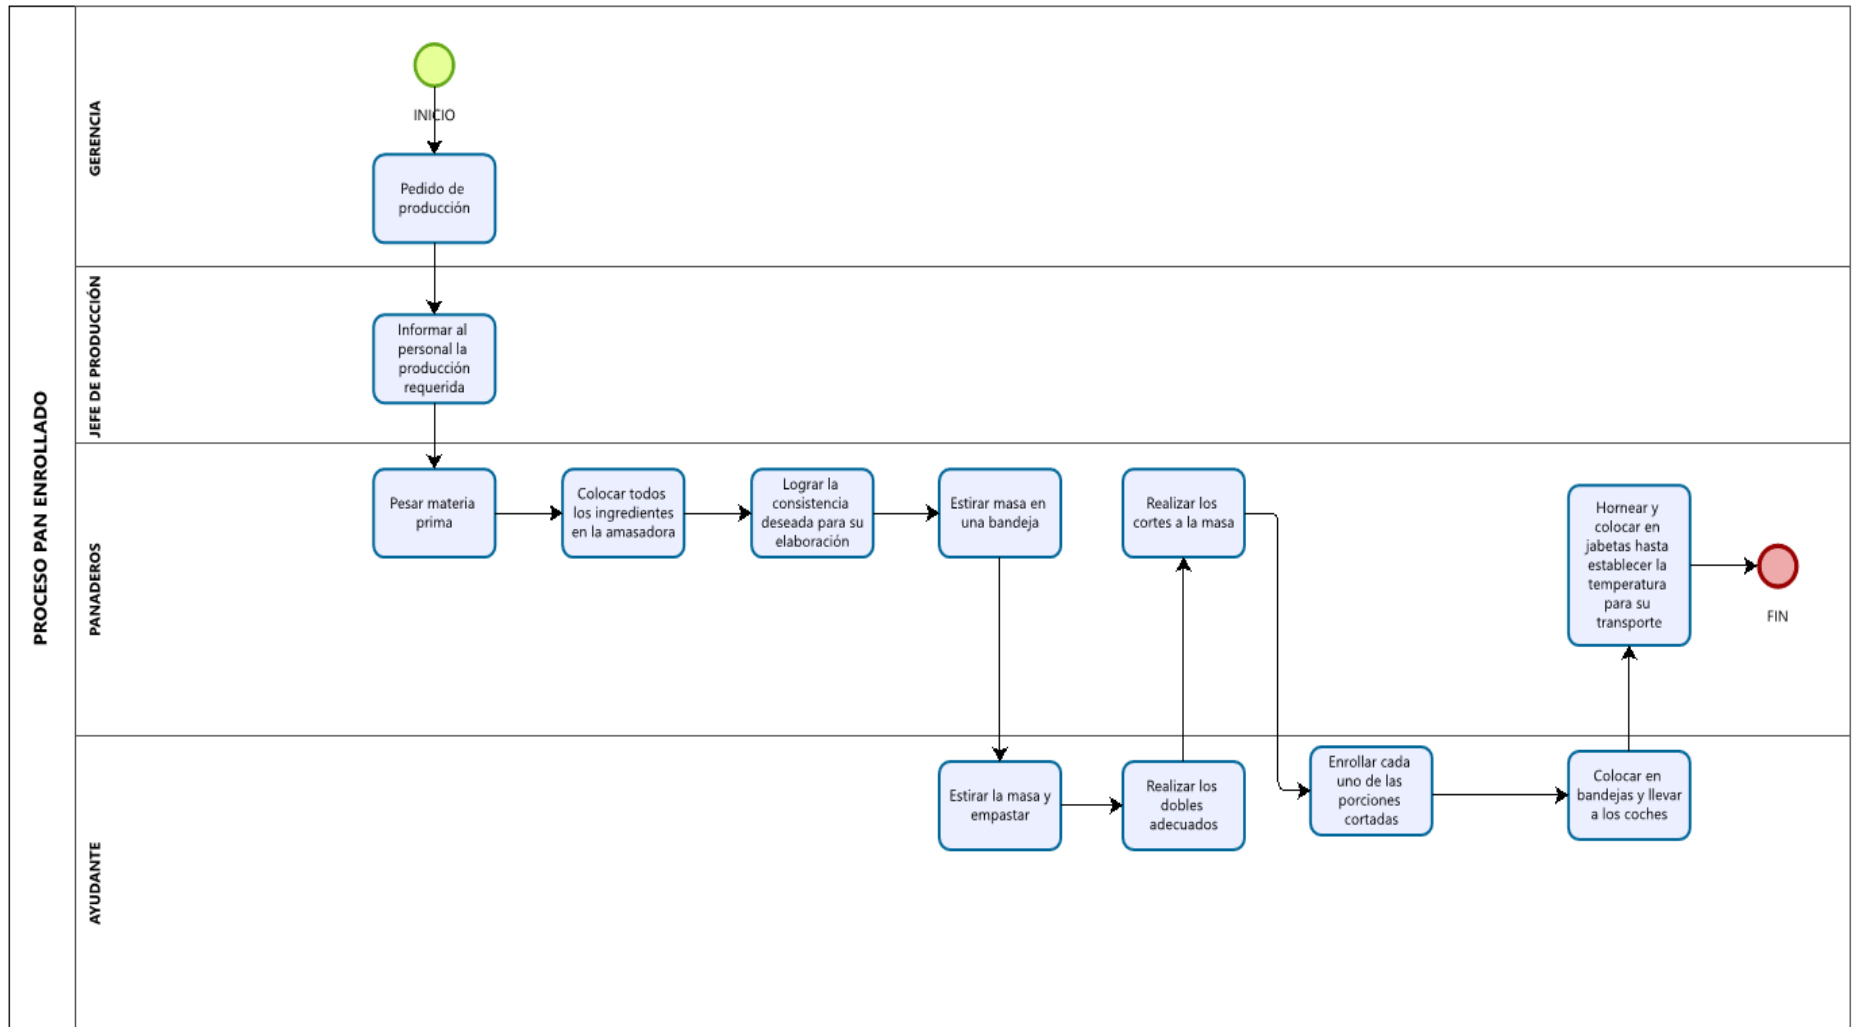 PROCESO PAN ENROLLADO
GERENCIA
INICIO
Pedido de
producción
JEFE DE PRODUCCIÓN
Informar al
personal la
producción
requerida
PANADEROS
Pesar materia
prima
Colocar todos
los ingredientes
en la amasadora
Lograr la
consistencia
deseada para su
elaboración
Estirar masa en
una bandeja
Realizar los
cortes a la masa
Hornear y
colocar en
jabetas hasta
establecer la
temperatura
para su
transporte
FIN
AYUDANTE
Estirar la masa y
empastar
Realizar los
dobles
adecuados
Enrollar cada
uno de las
porciones
cortadas
Colocar en
bandejas y llevar
a los coches